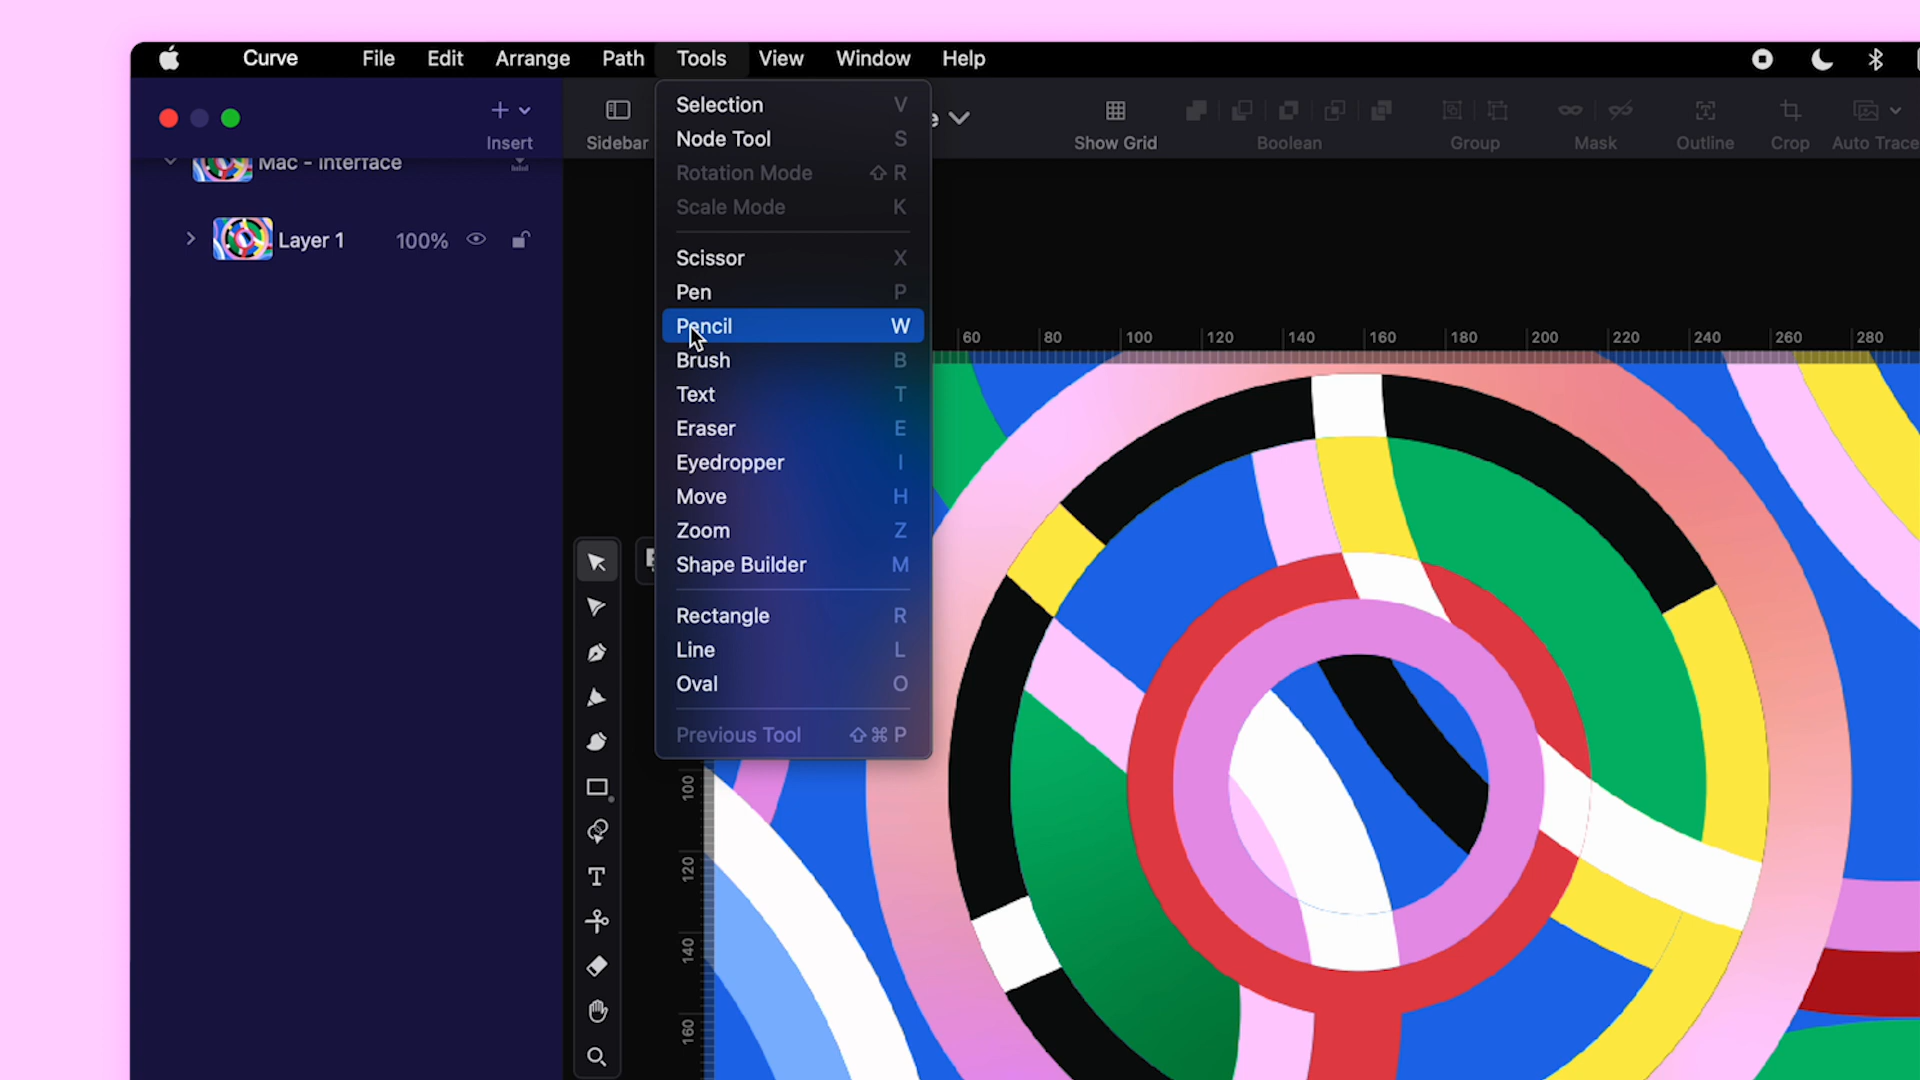 Curve File Edit Arrange Path Tools View Window Help
Insert
Sidebar
e
Show Grid
Boolean
Group
Mask
Outline
Crop
Auto Trace
Mac - Interface
Layer 1 100%
Selection V
Node Tool S
Rotation Mode ⇧ R
Scale Mode K
Scissor X
Pen P
Pencil W
Brush B
Text T
Eraser E
Eyedropper I
Move H
Zoom Z
Shape Builder M
Rectangle R
Line L
Oval O
Previous Tool ⇧ ⌘ P
60 80 100 120 140 160 180 200 220 240 260 280
100
120
140
160